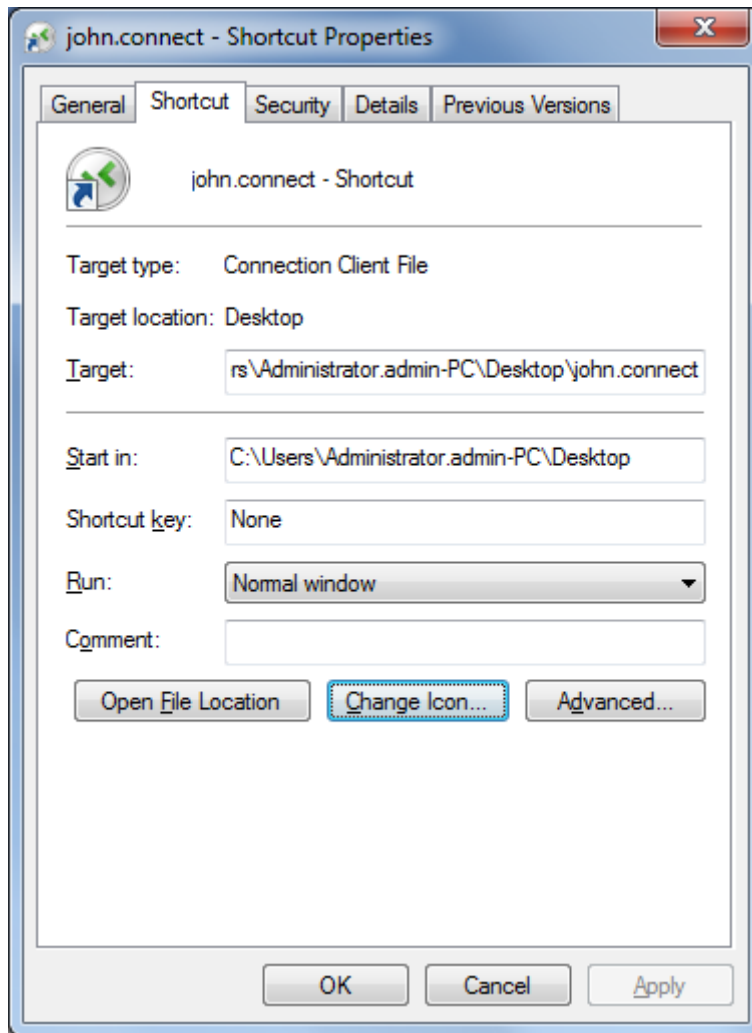 john.connect - Shortcut Properties
General Shortcut Security Details Previous Versions
john.connect - Shortcut
Target type: Connection Client File
Target location: Desktop
Target: rs\Administrator.admin-PC\Desktop\john.connect
Start in: C:\Users\Administrator.admin-PC\Desktop
Shortcut key: None
Run: Normal window
Comment:
Open File Location Change Icon... Advanced...
OK Cancel Apply